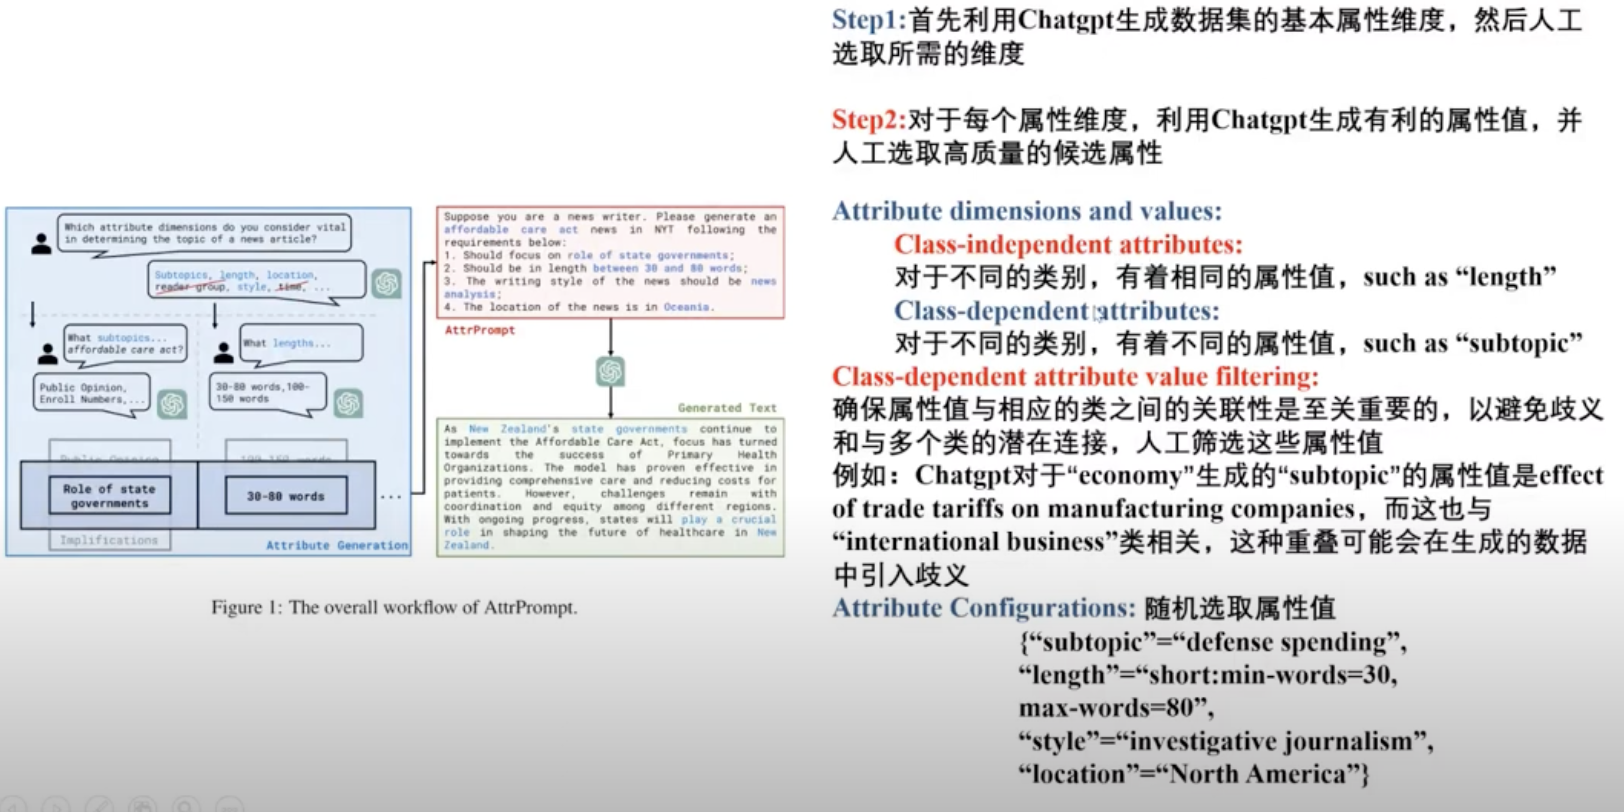 Which attribute dimensions do you consider vital
in determining the topic of a news article?
Subtopics, length, location,
reader group, style, time, ...
What subtopics...
affordable care act?
What lengths...
Public Opinion,
Enroll Numbers,...
30-80 words,100-
150 words
Public Opinion
100-150 words
Role of state
governments
30-80 words
...
Implifications
Attribute Generation
Suppose you are a news writer. Please generate an
affordable care act news in NYT following the
requirements below:
1. Should focus on role of state governments;
2. Should be in length between 30 and 80 words;
3. The writing style of the news should be news
analysis;
4. The location of the news is in Oceania.
AttrPrompt
Generated Text
As New Zealand's state governments continue to
implement the Affordable Care Act, focus has turned
towards the success of Primary Health
Organizations. The model has proven effective in
providing comprehensive care and reducing costs for
patients. However, challenges remain with
coordination and equity among different regions.
With ongoing progress, states will play a crucial
role in shaping the future of healthcare in New
Zealand.
Figure 1: The overall workflow of AttrPrompt.
Step1:首先利用Chatgpt生成数据集的基本属性维度，然后人工
选取所需的维度
Step2:对于每个属性维度，利用Chatgpt生成有利的属性值，并
人工选取高质量的候选属性
Attribute dimensions and values:
Class-independent attributes:
对于不同的类别，有着相同的属性值，such as “length”
Class-dependent attributes:
对于不同的类别，有着不同的属性值，such as “subtopic”
Class-dependent attribute value filtering:
确保属性值与相应的类之间的关联性是至关重要的，以避免歧义
和与多个类的潜在连接，人工筛选这些属性值
例如：Chatgpt对于“economy”生成的“subtopic”的属性值是effect
of trade tariffs on manufacturing companies，而这也与
“international business”类相关，这种重叠可能会在生成的数据
中引入歧义
Attribute Configurations: 随机选取属性值
{“subtopic”=“defense spending”,
“length”=“short:min-words=30,
max-words=80”,
“style”=“investigative journalism”,
“location”=“North America”}